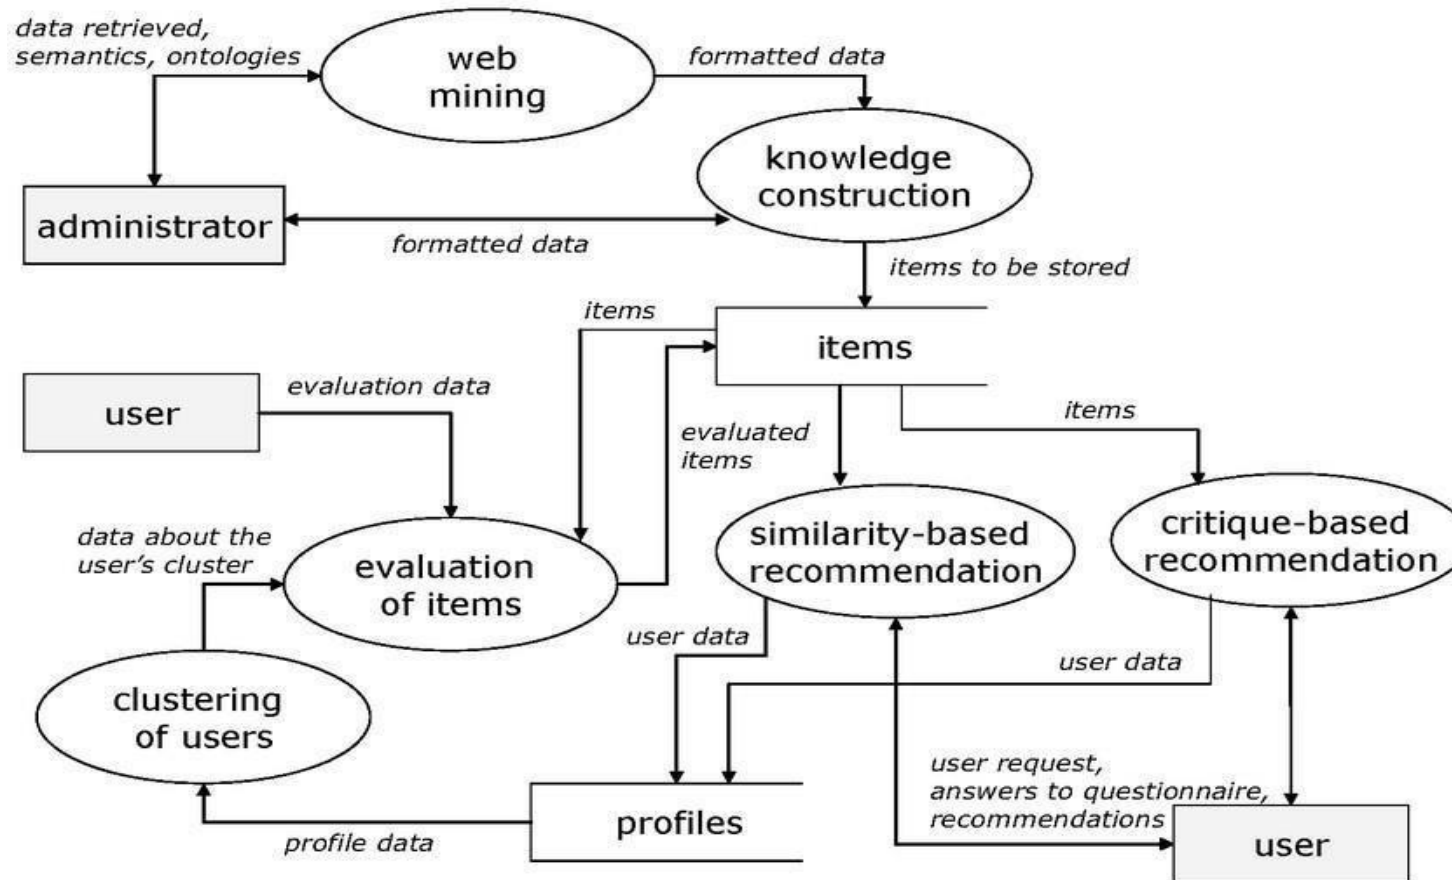 data retrieved,
semantics, ontologies
web
mining
formatted data
knowledge
construction
administrator
formatted data
items to be stored
items
items
user
evaluation data
evaluated
items
items
data about the
user's cluster
evaluation
of items
similarity-based
recommendation
critique-based
recommendation
user data
user data
clustering
of users
user request,
answers to questionnaire,
recommendations
profiles
profile data
user